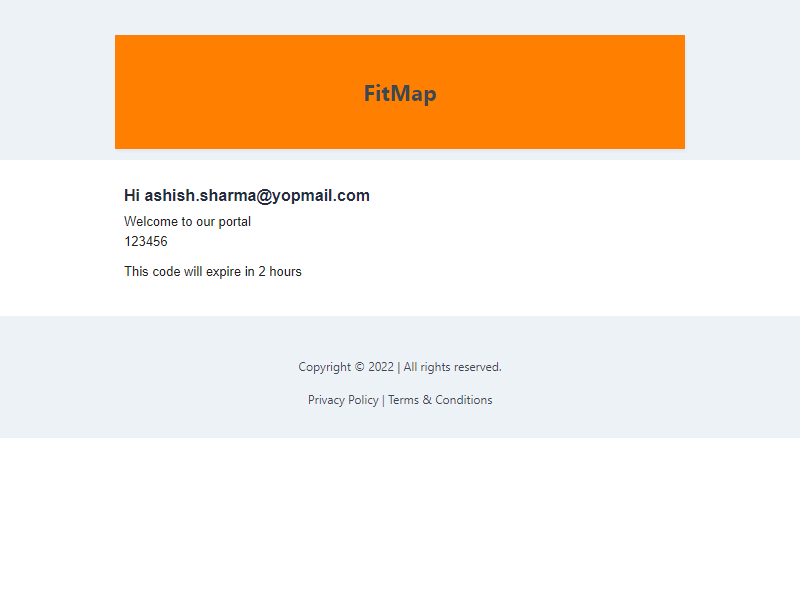 FitMap
Hi ashish.sharma@yopmail.com
Welcome to our portal
123456
This code will expire in 2 hours
Copyright © 2022 | All rights reserved.
Privacy Policy | Terms & Conditions